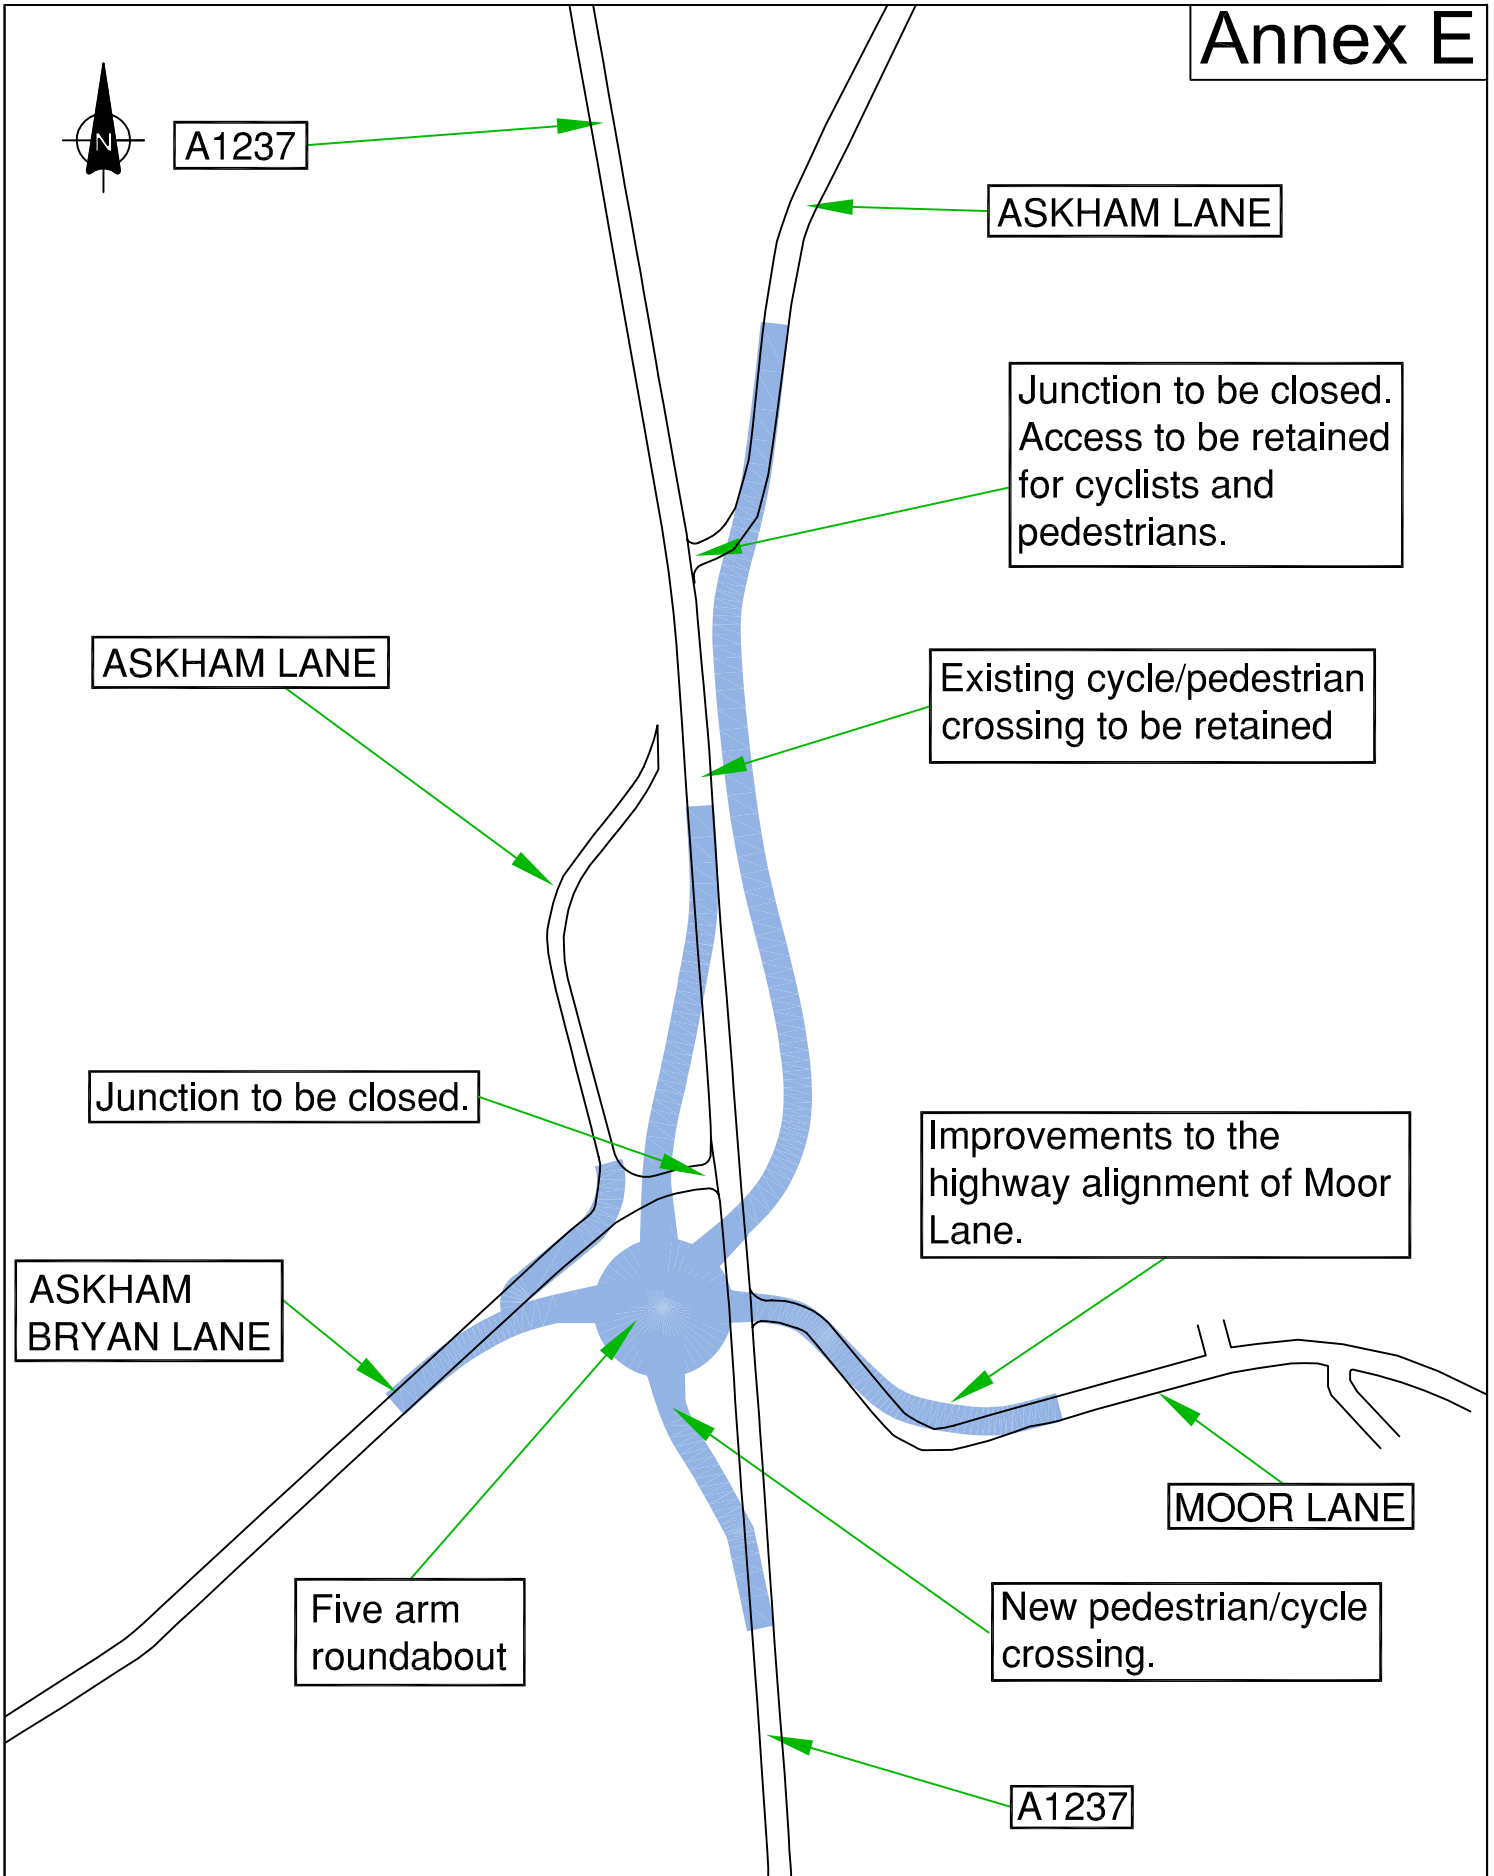 Annex E
N
A1237
ASKHAM LANE
Junction to be closed.
Access to be retained
for cyclists and
pedestrians.
ASKHAM LANE
Existing cycle/pedestrian
crossing to be retained
Junction to be closed.
Improvements to the
highway alignment of Moor
Lane.
ASKHAM
BRYAN LANE
MOOR LANE
Five arm
roundabout
New pedestrian/cycle
crossing.
A1237